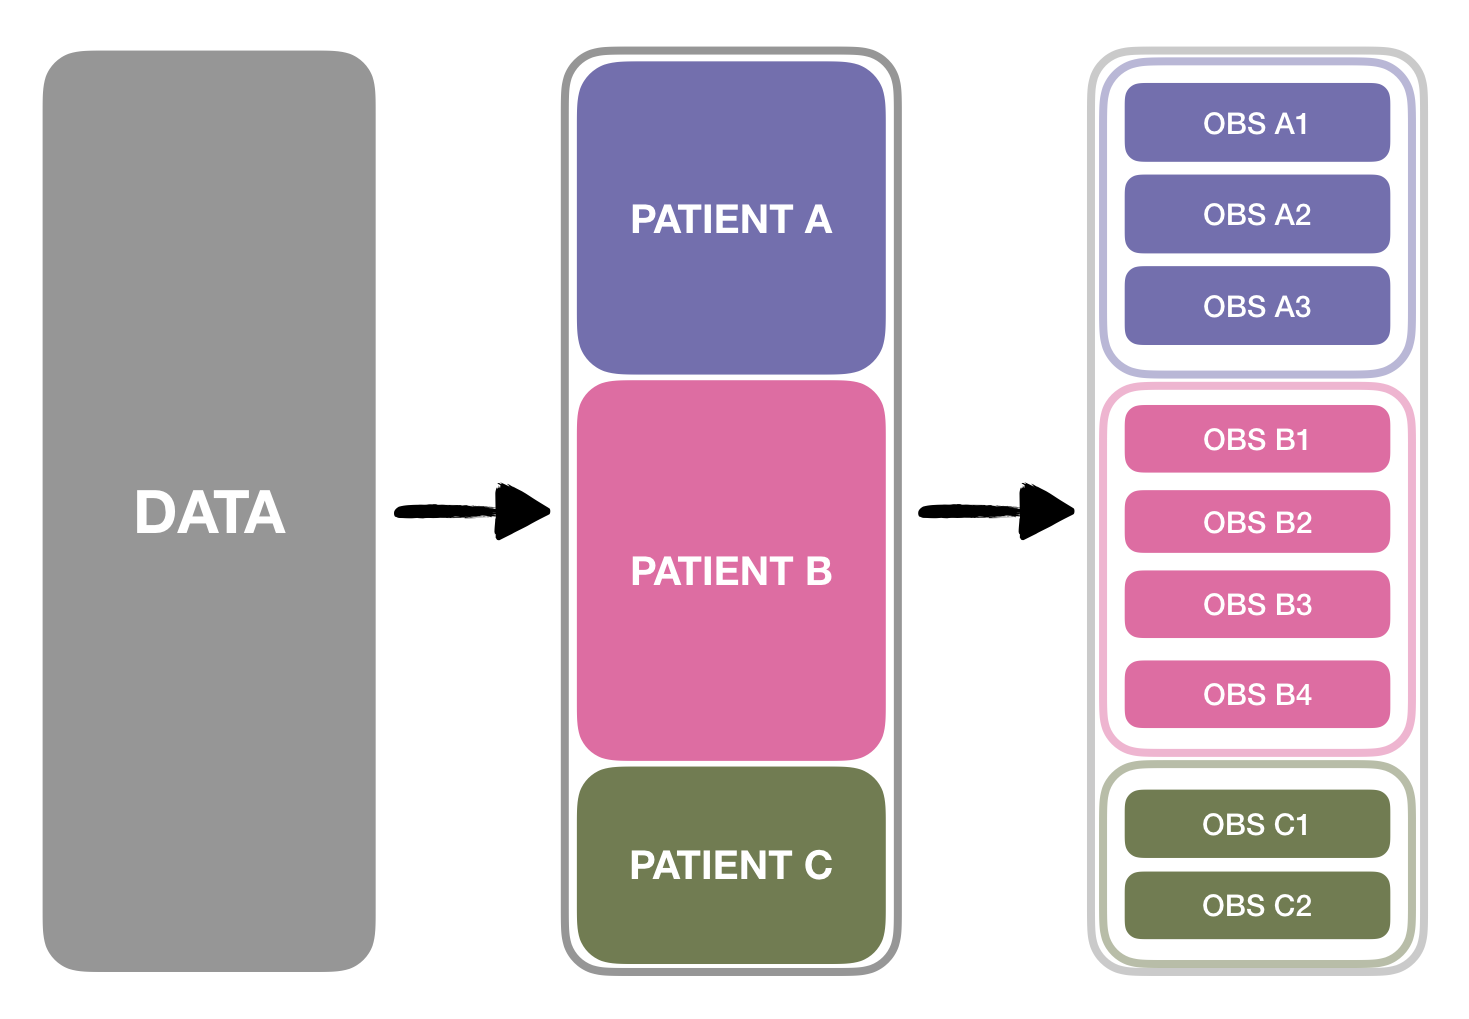 DATA
PATIENT A
PATIENT B
PATIENT C
OBS A1
OBS A2
OBS A3
OBS B1
OBS B2
OBS B3
OBS B4
OBS C1
OBS C2